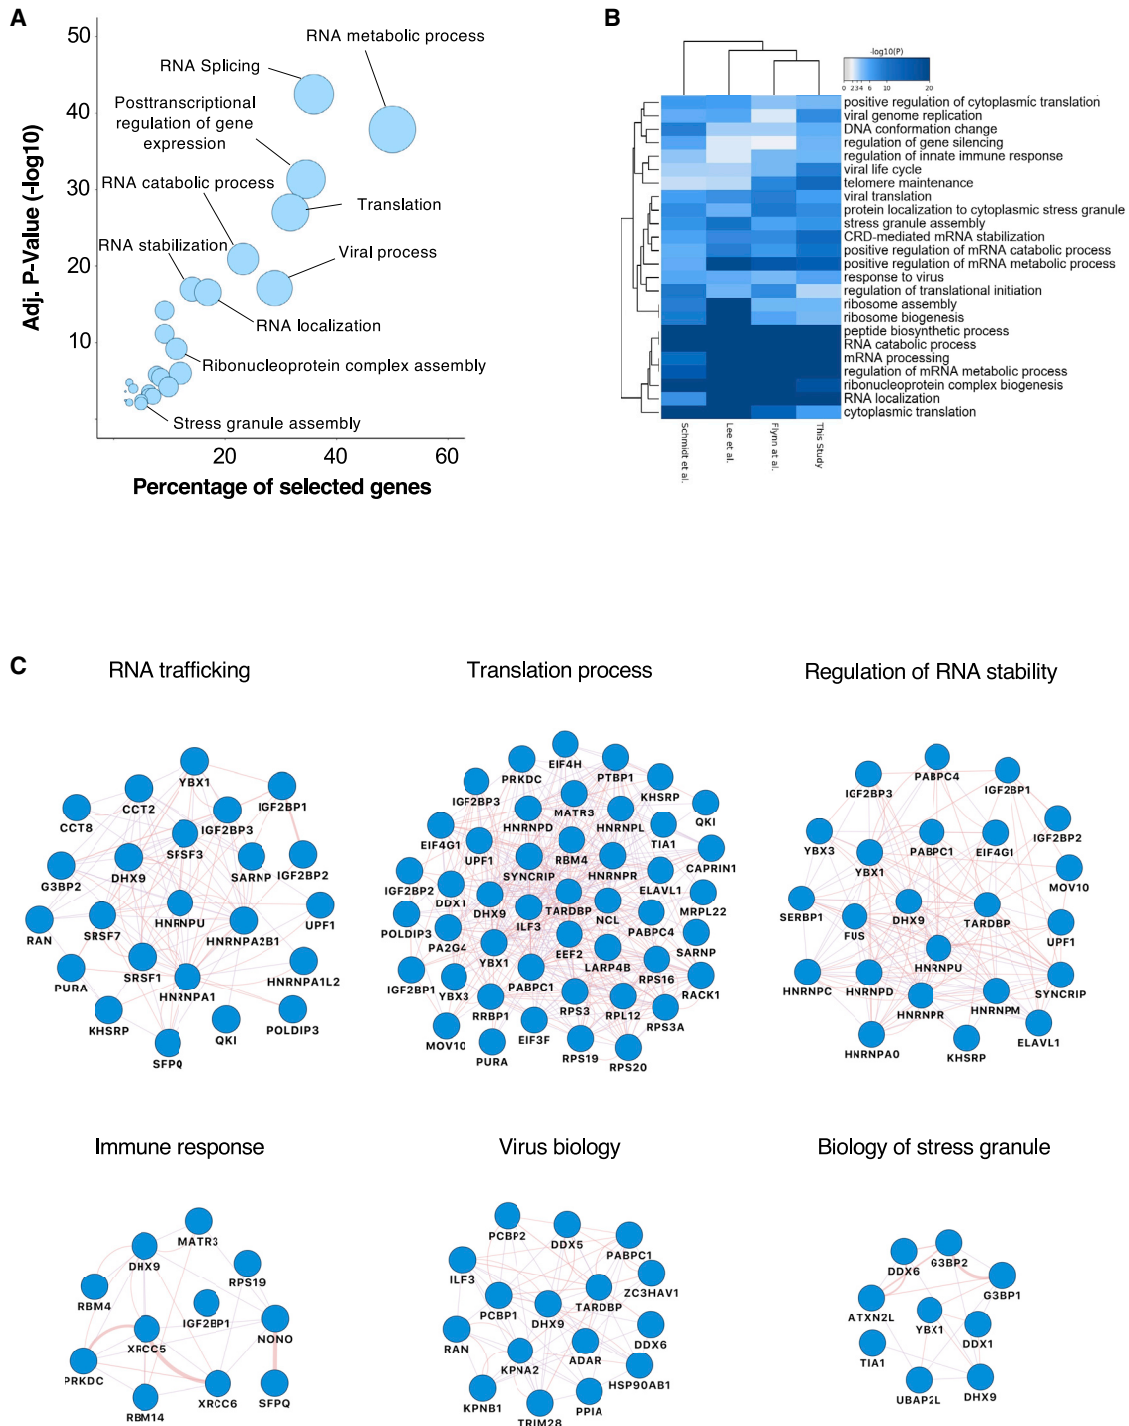 A
50
40
30
20
10
Adj. P-Value (-log10)
RNA metabolic process
RNA Splicing
Posttranscriptional
regulation of gene
expression
RNA catabolic process
Translation
RNA stabilization
Viral process
RNA localization
Ribonucleoprotein complex assembly
Stress granule assembly
20
40
60
Percentage of selected genes
B
-log10(P)
0 2 3 4 6 10 20
positive regulation of cytoplasmic translation
viral genome replication
DNA conformation change
regulation of gene silencing
regulation of innate immune response
viral life cycle
telomere maintenance
viral translation
protein localization to cytoplasmic stress granule
stress granule assembly
CRD-mediated mRNA stabilization
positive regulation of mRNA catabolic process
positive regulation of mRNA metabolic process
response to virus
regulation of translational initiation
ribosome assembly
ribosome biogenesis
peptide biosynthetic process
RNA catabolic process
mRNA processing
regulation of mRNA metabolic process
ribonucleoprotein complex biogenesis
RNA localization
cytoplasmic translation
Schmidt et al.
Lee et al.
Flynn at al.
This Study
C
RNA trafficking
YBX1
CCT2
IGF2BP1
CCT8
IGF2BP3
SRSF3
G3BP2
DHX9
SARNP
IGF2BP2
RAN
SRSF7
HNRNPU
HNRNPA2B1
UPF1
PURA
SRSF1
HNRNPA1
HNRNPA1L2
KHSRP
QKI
POLDIP3
SFPQ
Translation process
EIF4H
PRKDC
PTBP1
IGF2BP3
MATR3
KHSRP
HNRNPD
HNRNPL
QKI
EIF4G1
UPF1
RBM4
TIA1
CAPRIN1
SYNCRIP
HNRNPR
IGF2BP2
DDX1
ELAVL1
DHX9
TARDBP
NCL
MRPL22
POLDIP3
PA2G4
ILF3
PABPC4
SARNP
YBX1
EEF2
LARP4B
IGF2BP1
YBX3
PABPC1
RPS16
RACK1
RRBP1
RPS3
RPL12
RPS3A
MOV10
PURA
EIF3F
RPS19
RPS20
Regulation of RNA stability
PABPC4
IGF2BP3
IGF2BP1
IGF2BP2
YBX3
PABPC1
EIF4GI
YBX1
MOV10
SERBP1
DHX9
TARDBP
FUS
UPF1
HNRNPU
HNRNPC
HNRNPD
SYNCRIP
HNRNPR
HNRNPM
HNRNPA0
KHSRP
ELAVL1
Immune response
MATR3
DHX9
RPS19
RBM4
IGF2BP1
NONO
XRCC5
PRKDC
RBM14
XRCC6
SFPQ
Virus biology
PCBP2
DDX5
PABPC1
ILF3
ZC3HAV1
PCBP1
TARDBP
DHX9
RAN
DDX6
KPNA2
ADAR
HSP90AB1
KPNB1
TRIM28
PPIA
Biology of stress granule
DDX6
G3BP2
G3BP1
ATXN2L
YBX1
DDX1
TIA1
UBAP2L
DHX9